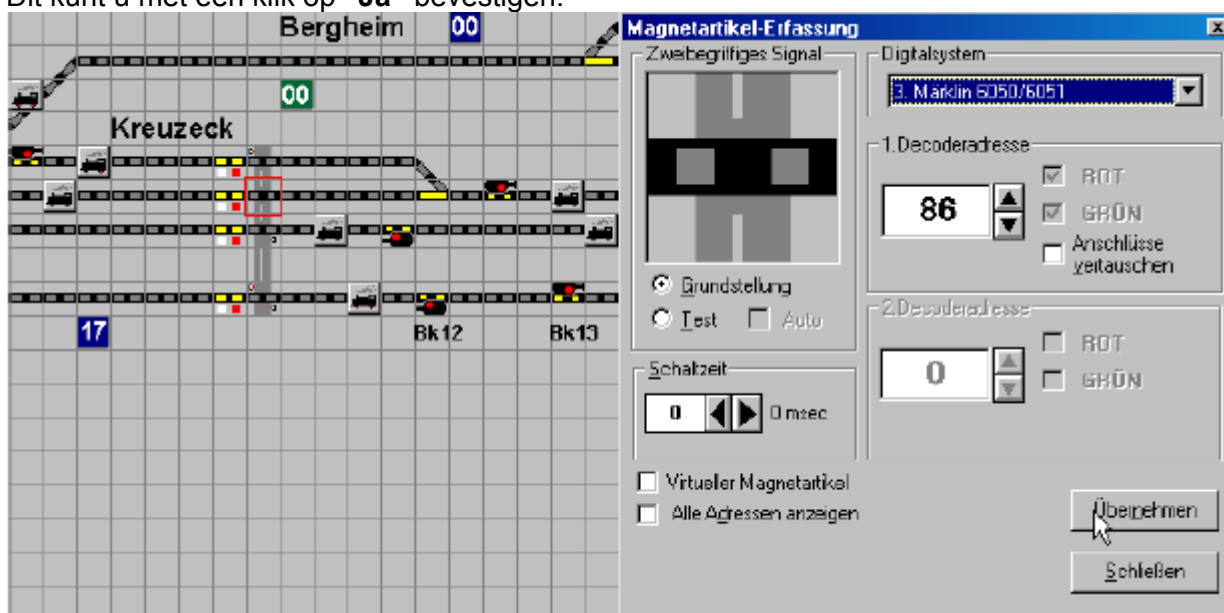 Dit kunt u met een klik op "Ja" bevestigen.
Bergheim 00
00
Kreuzeck
17
Bk12
Bk13
Magnetartikel-Erfassung
Zweibegriffiges Signal
Grundstellung
Test Auto
Schaltzeit
0 0 msec
Virtueller Magnetartikel
Alle Adressen anzeigen
Digitalsystem
3. Märklin 6050/6051
1.Decoderadresse
86
ROT
GRÜN
Anschlüsse
vertauschen
2.Decoderadresse
0
ROT
GRÜN
Übernehmen
Schließen